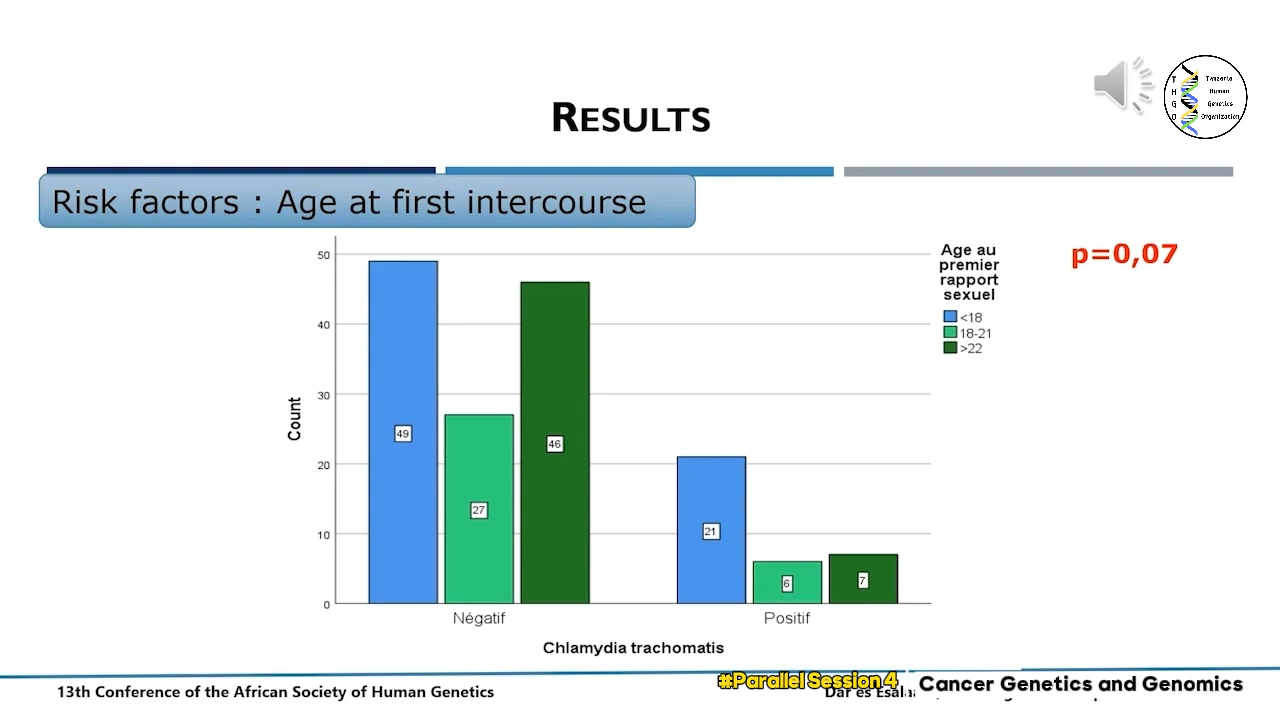 T H G O
Tanzania
Human
Genetics
Organization
RESULTS
Risk factors : Age at first intercourse
p=0,07
Age au
premier
rapport
sexuel
<18
18-21
>22
50
40
30
20
10
0
Count
49
27
46
21
6
7
Négatif
Positif
Chlamydia trachomatis
13th Conference of the African Society of Human Genetics
#Parallel Session 4
Dar es
Cancer Genetics and Genomics